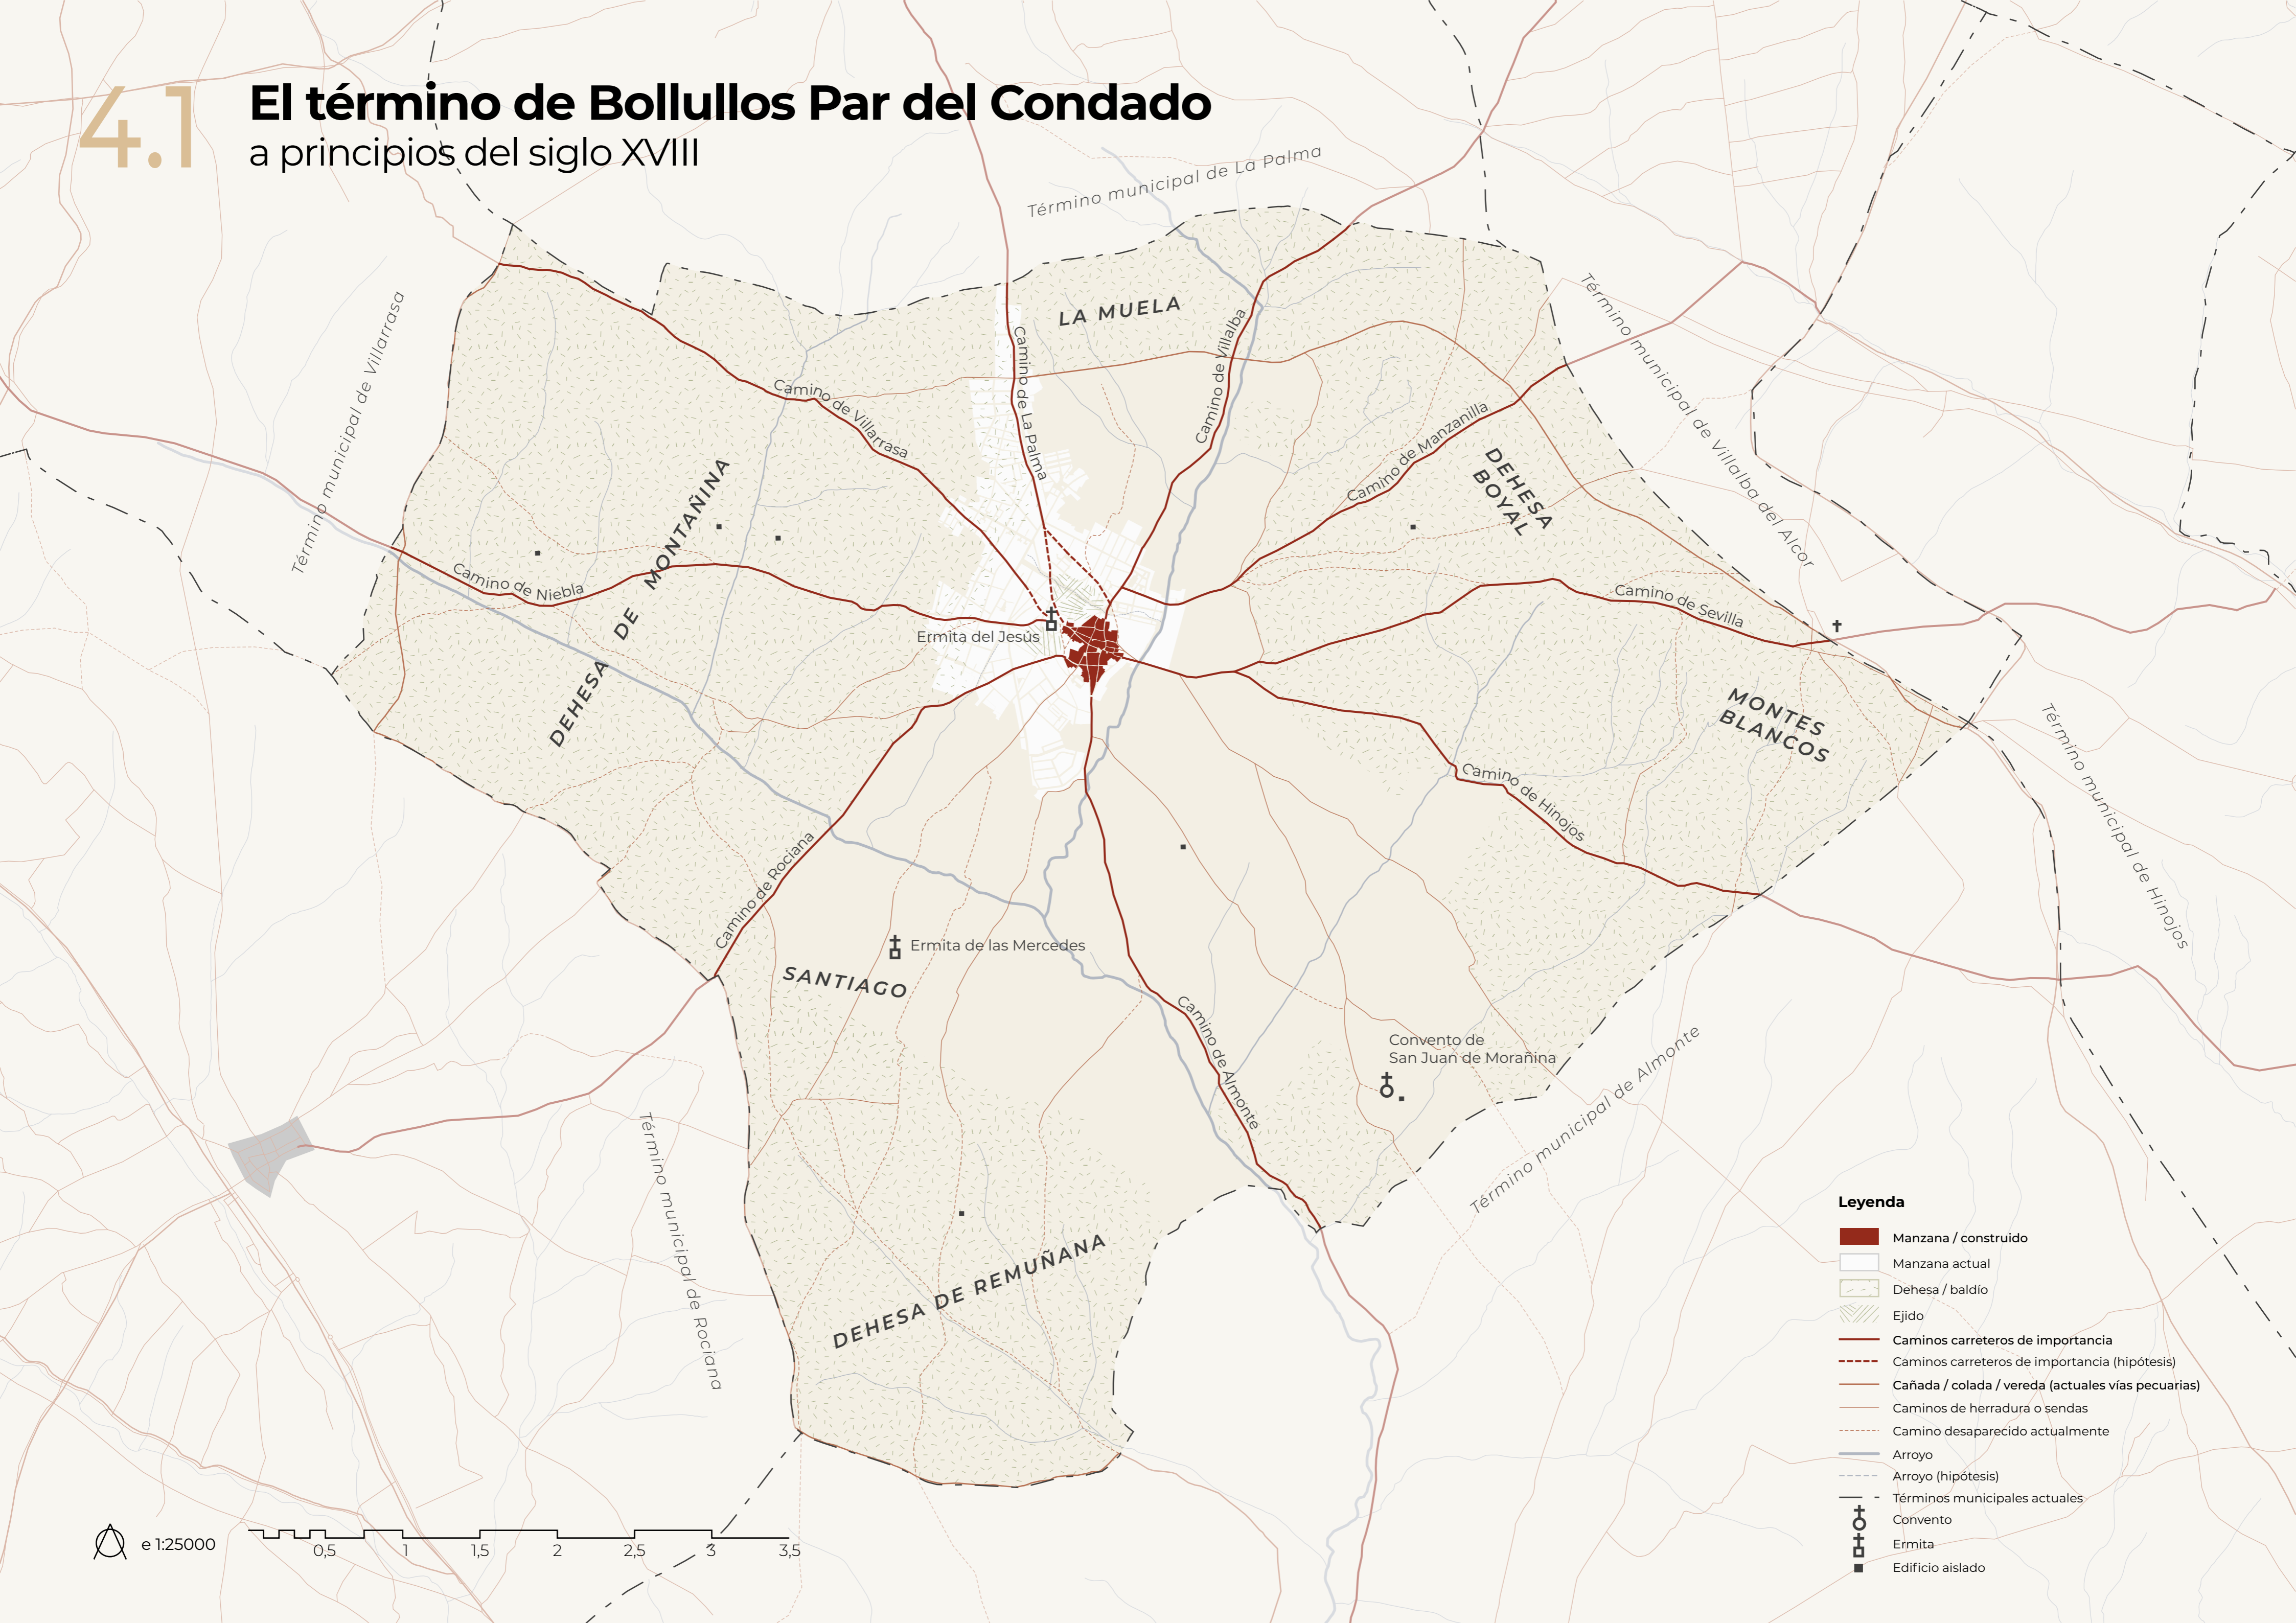 4.1
El término de Bollullos Par del Condado
a principios del siglo XVIII
Término municipal de La Palma
Término municipal de Villarrasa
Término municipal de Villalba del Alcor
LA MUELA
Camino de La Palma
Camino de Villalba
Camino de Villarrasa
Camino de Manzanilla
DEHESA
BOYAL
DEHESA DE MONTAÑINA
Camino de Niebla
Camino de Sevilla
Ermita del Jesús
MONTES
BLANCOS
Término municipal de Hinojos
Camino de Hinojos
Camino de Rociana
Ermita de las Mercedes
SANTIAGO
Camino de Almonte
Convento de
San Juan de Morañina
Término municipal de Almonte
Término municipal de Rociana
DEHESA DE REMUÑANA
Leyenda
Manzana / construido
Manzana actual
Dehesa / baldío
Ejido
Caminos carreteros de importancia
Caminos carreteros de importancia (hipótesis)
Cañada / colada / vereda (actuales vías pecuarias)
Caminos de herradura o sendas
Camino desaparecido actualmente
Arroyo
Arroyo (hipótesis)
Términos municipales actuales
Convento
Ermita
Edificio aislado
e 1:25000
0,5 1 1,5 2 2,5 3 3,5